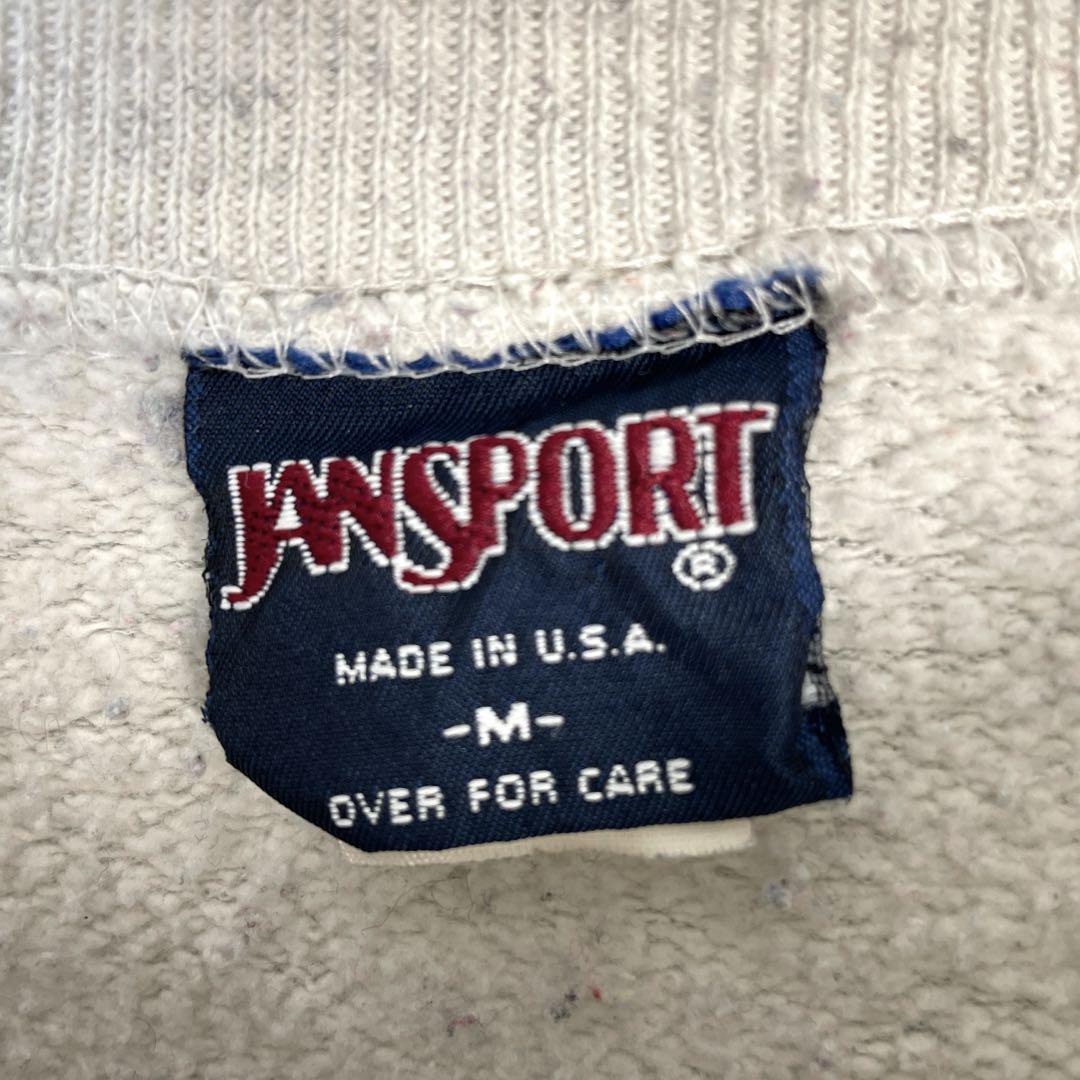 JANSPORT
®
MADE IN U.S.A.
-M-
OVER FOR CARE